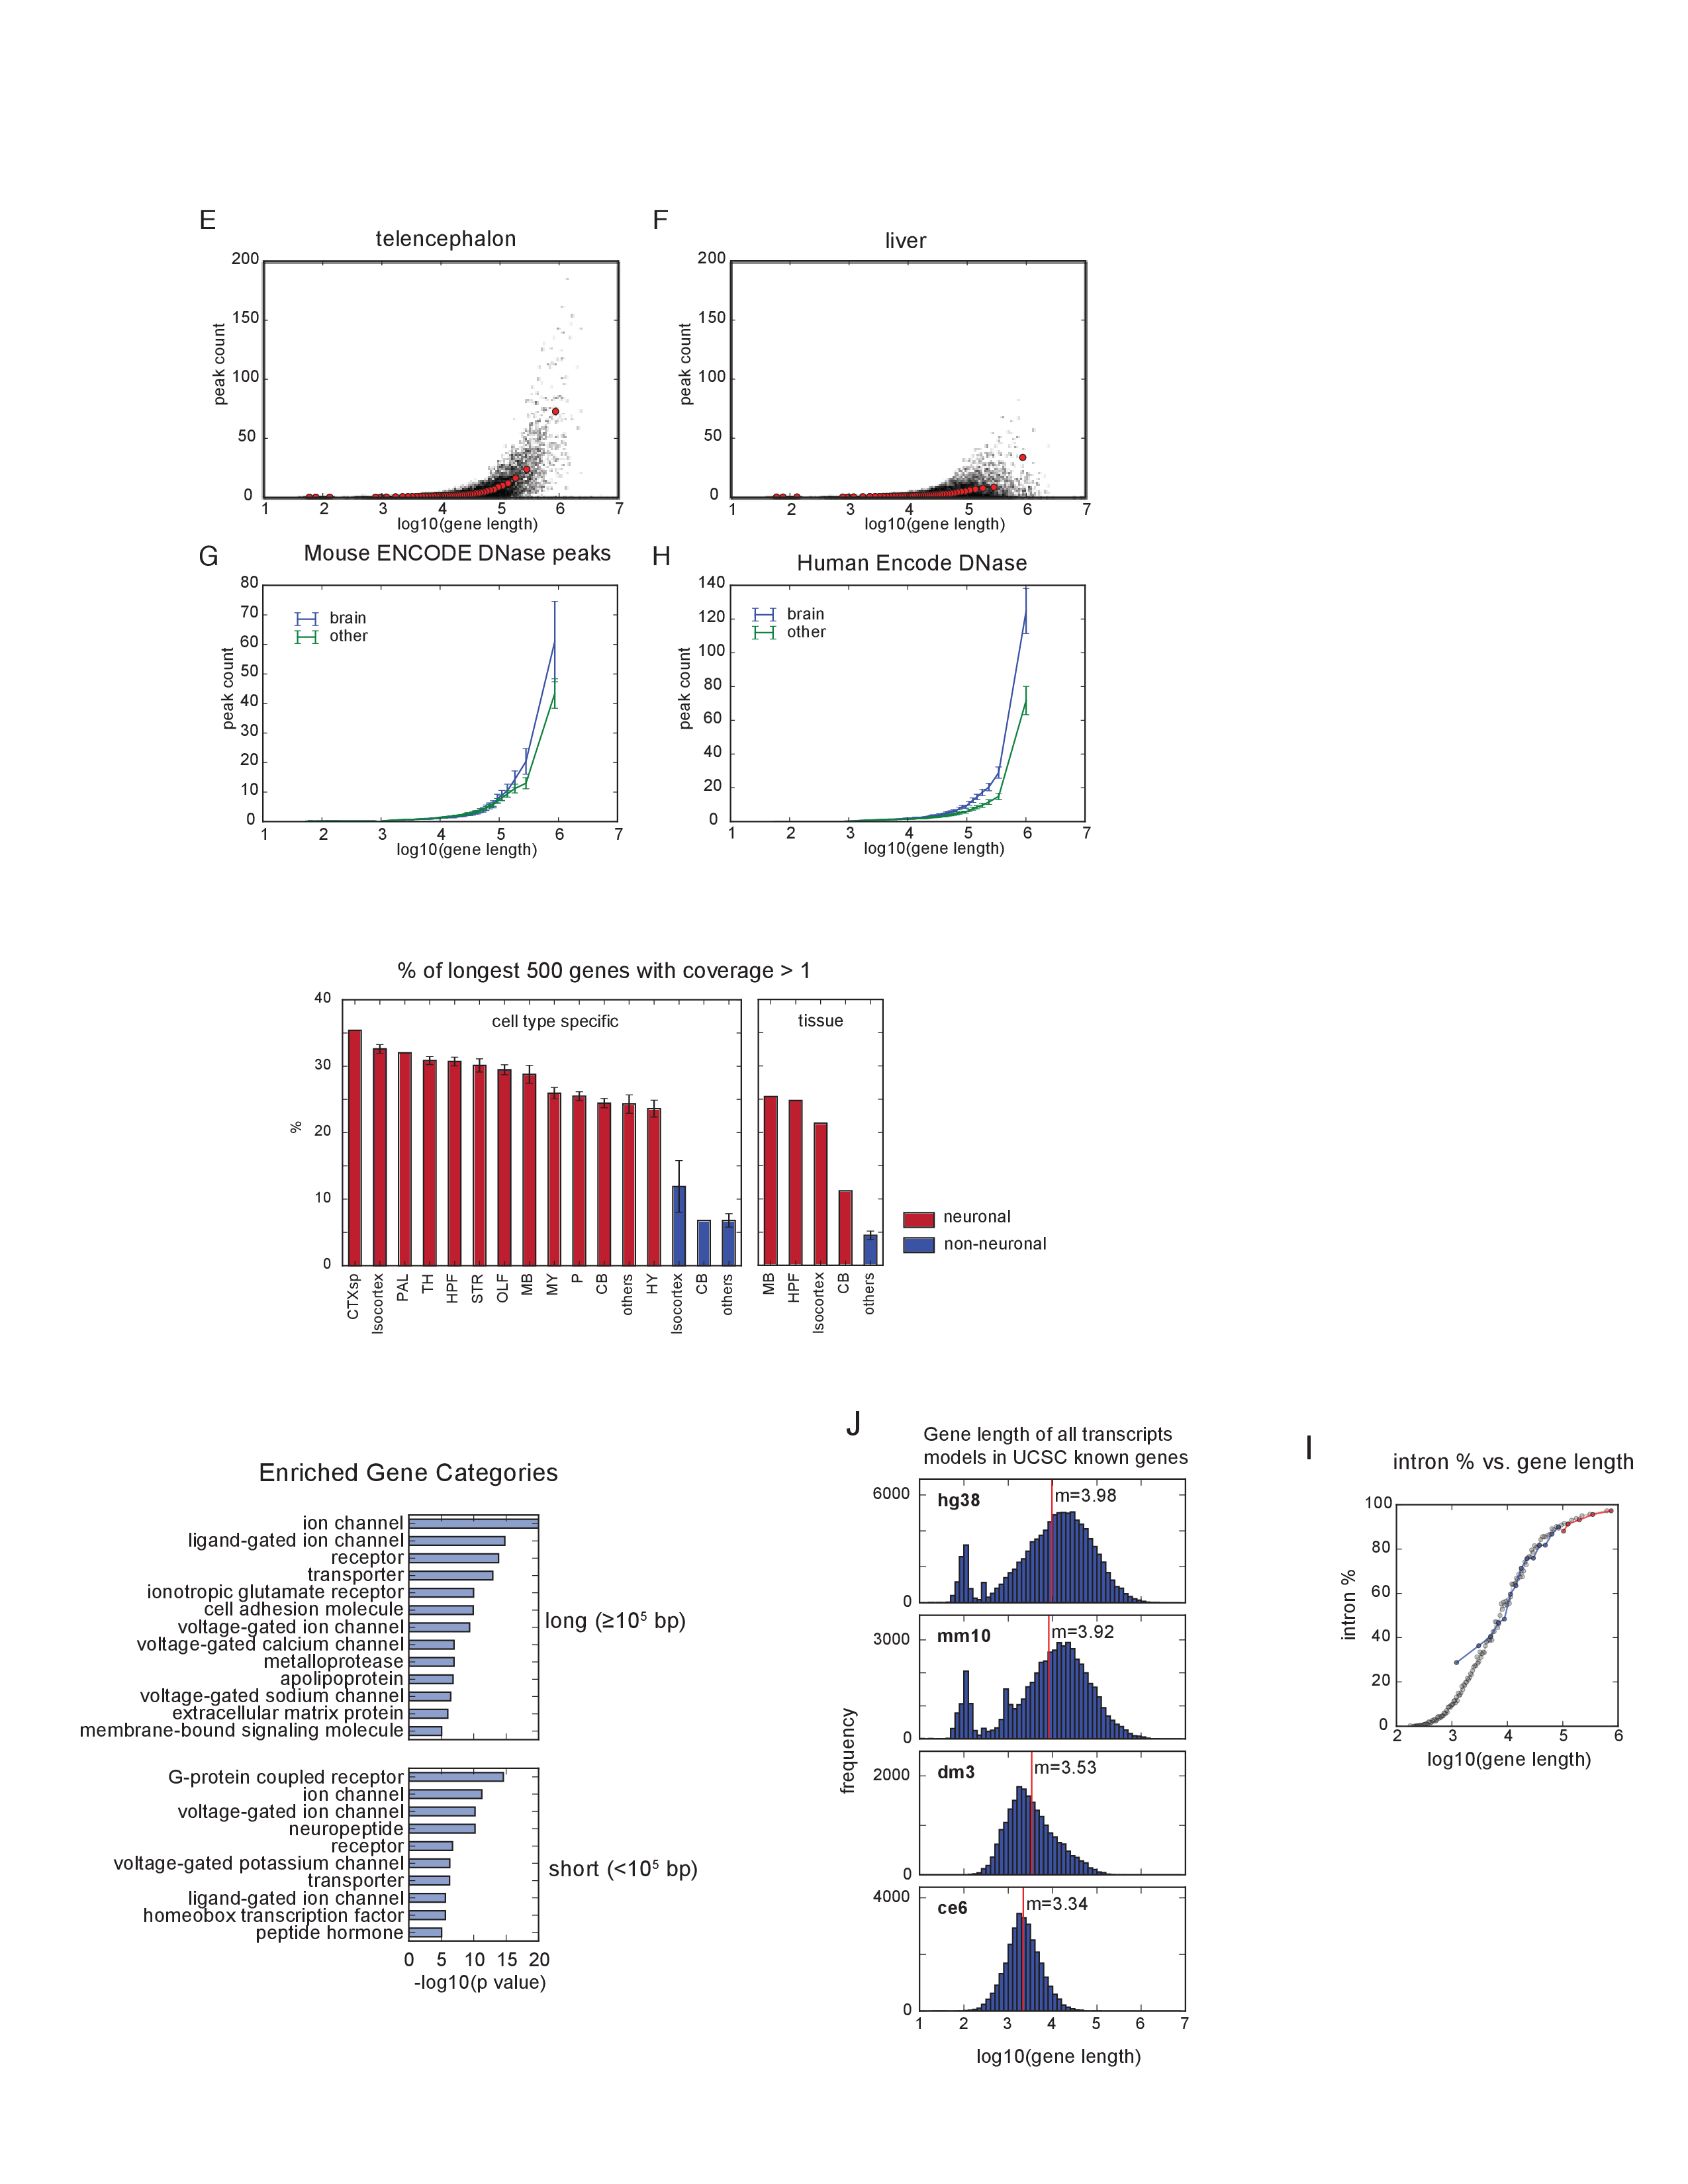 E
telencephalon
200
150
100
50
0
peak count
1 2 3 4 5 6 7
log10(gene length)
F
liver
200
150
100
50
0
peak count
1 2 3 4 5 6 7
log10(gene length)
G
Mouse ENCODE DNase peaks
80
70
60
50
40
30
20
10
0
peak count
brain
other
1 2 3 4 5 6 7
log10(gene length)
H
Human Encode DNase
140
120
100
80
60
40
20
0
peak count
brain
other
1 2 3 4 5 6 7
log10(gene length)
% of longest 500 genes with coverage > 1
40
30
20
10
0
%
cell type specific
CTXsp
Isocortex
PAL
TH
HPF
STR
OLF
MB
MY
P
CB
others
HY
Isocortex
CB
others
tissue
MB
HPF
Isocortex
CB
others
neuronal
non-neuronal
Enriched Gene Categories
ion channel
ligand-gated ion channel
receptor
transporter
ionotropic glutamate receptor
cell adhesion molecule
voltage-gated ion channel
voltage-gated calcium channel
metalloprotease
apolipoprotein
voltage-gated sodium channel
extracellular matrix protein
membrane-bound signaling molecule
long (≥10⁵ bp)
G-protein coupled receptor
ion channel
voltage-gated ion channel
neuropeptide
receptor
voltage-gated potassium channel
transporter
ligand-gated ion channel
homeobox transcription factor
peptide hormone
short (<10⁵ bp)
0 5 10 15 20
-log10(p value)
J
Gene length of all transcripts
models in UCSC known genes
6000
0
hg38
m=3.98
3000
0
mm10
m=3.92
2000
0
dm3
m=3.53
4000
0
ce6
m=3.34
frequency
1 2 3 4 5 6 7
log10(gene length)
I
intron % vs. gene length
100
80
60
40
20
0
intron %
2 3 4 5 6
log10(gene length)